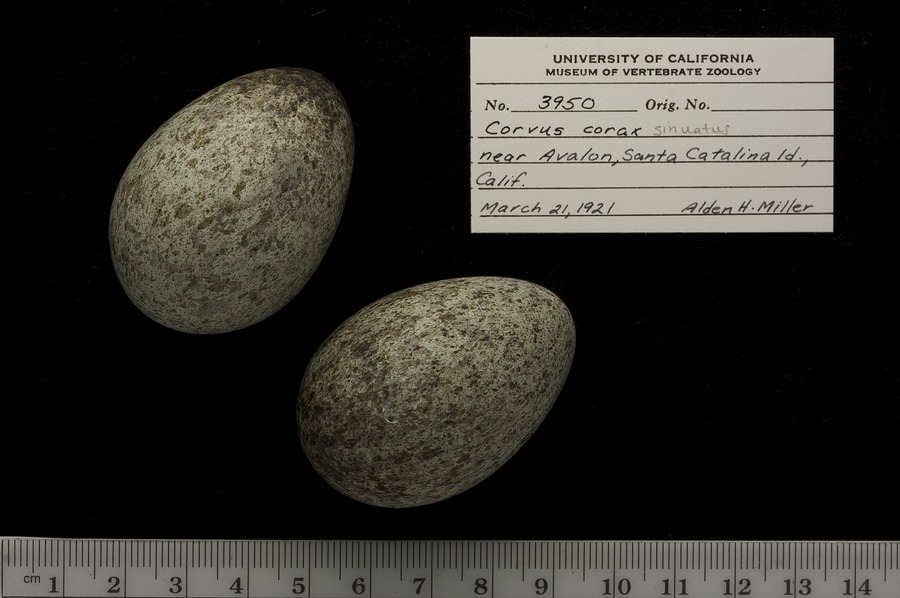 UNIVERSITY OF CALIFORNIA
MUSEUM OF VERTEBRATE ZOOLOGY
No. 3950 Orig. No.
Corvus corax sinuatus
near Avalon, Santa Catalina Id.,
Calif.
March 21, 1921 Alden H. Miller
cm 1 2 3 4 5 6 7 8 9 10 11 12 13 14